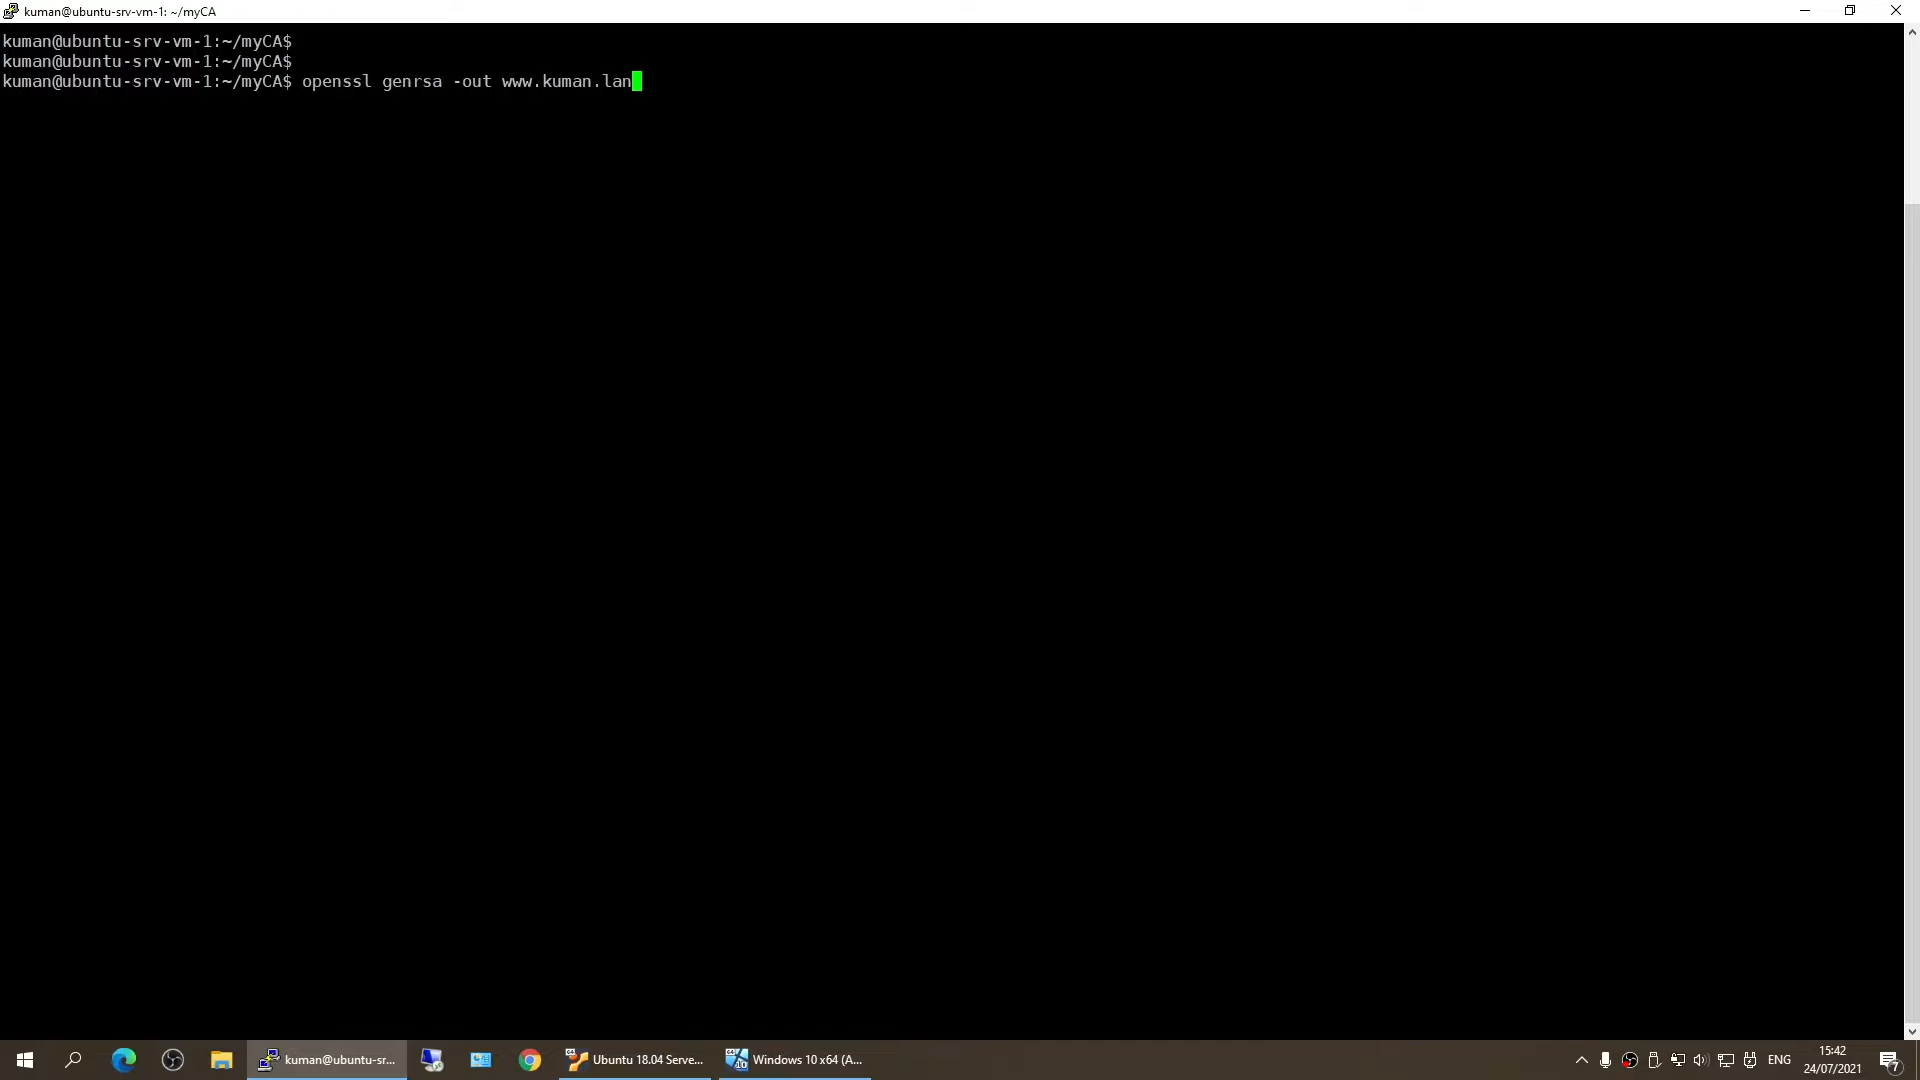 kuman@ubuntu-srv-vm-1: ~/myCA
kuman@ubuntu-srv-vm-1:~/myCA$
kuman@ubuntu-srv-vm-1:~/myCA$
kuman@ubuntu-srv-vm-1:~/myCA$ openssl genrsa -out www.kuman.lan
kuman@ubuntu-sr...
Ubuntu 18.04 Serve...
Windows 10 x64 (A...
ENG
15:42
24/07/2021
7